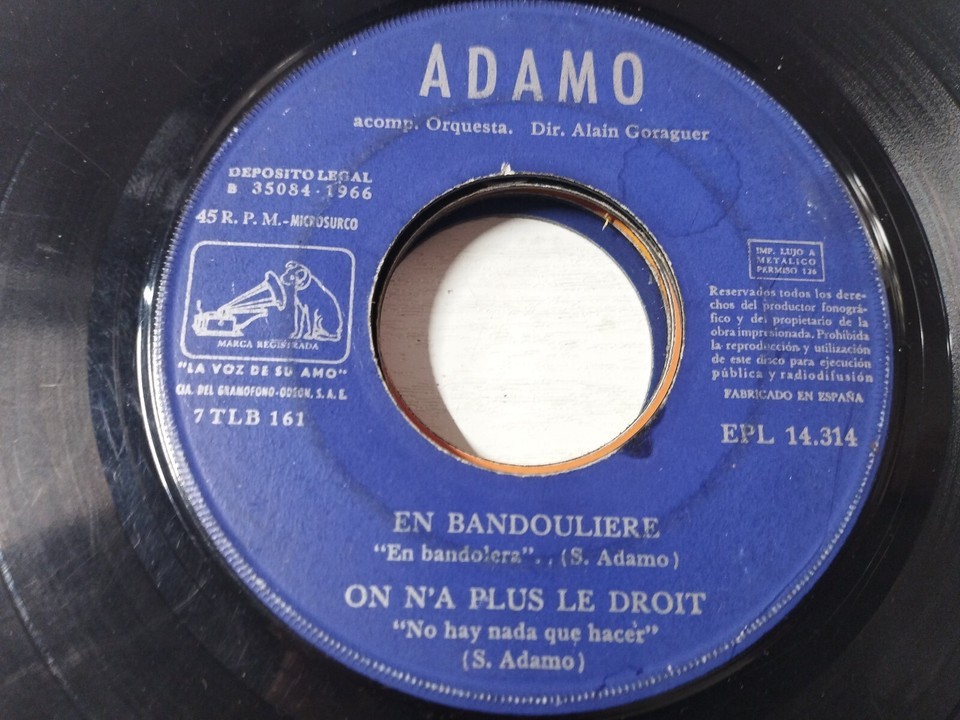 ADAMO
acomp. Orquesta. Dir. Alain Goraguer
DEPOSITO LEGAL
B 35084-1966
45 R. P. M.-MICROSURCO
MARCA REGISTRADA
"LA VOZ DE SU AMO"
CIA. DEL GRAMOFONO-ODEON, S. A. E.
7 TLB 161
IMP. LUJO A
METALICO
PERMISO 128
Reservados todos los dere-
chos del productor fonográ-
fico y del propietario de la
obra impresionada. Prohibida
la reproducción y utilización
de este disco para ejecución
pública y radiodifusión
FABRICADO EN ESPAÑA
EPL 14.314
EN BANDOULIERE
"En bandolera". . (S. Adamo)
ON N'A PLUS LE DROIT
"No hay nada que hacer"
(S. Adamo)